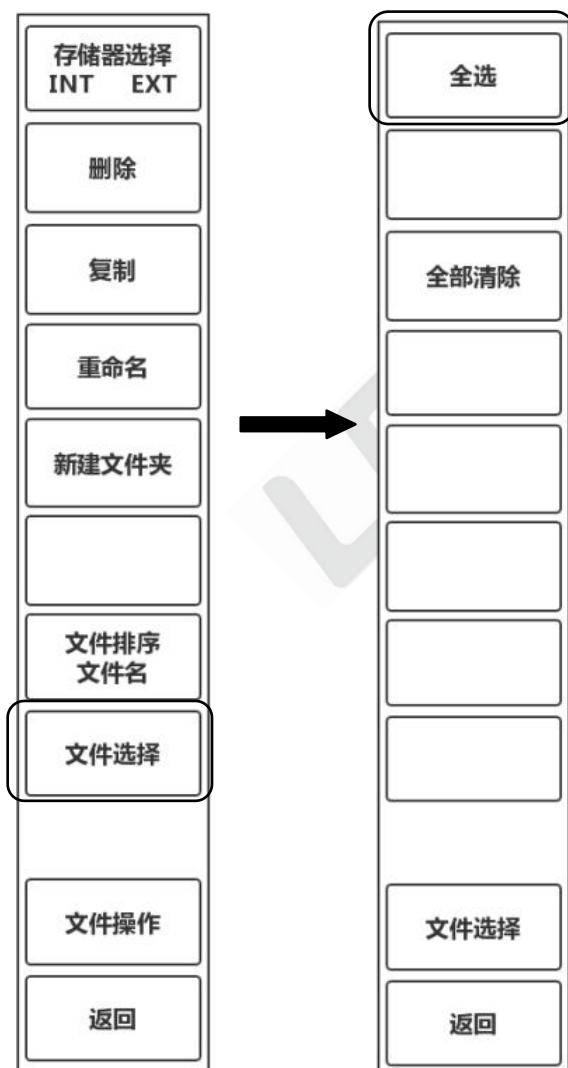 存储器选择
INT EXT
删除
复制
重命名
新建文件夹
文件排序
文件名
文件选择
文件操作
返回
全选
全部清除
文件选择
返回